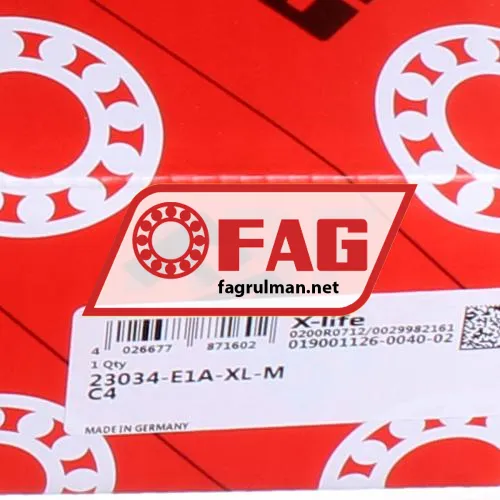 FAG
fagrulman.net
X-life
0200R0712/0029982161
019001126-0040-02
4 026677 871602
1 Qty
23034-E1A-XL-M
C4
MADE IN GERMANY